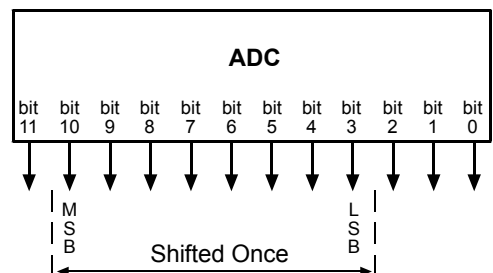 ADC
bit bit bit bit bit bit bit bit bit bit bit bit
11 10 9 8 7 6 5 4 3 2 1 0
M L
S S
B B
Shifted Once